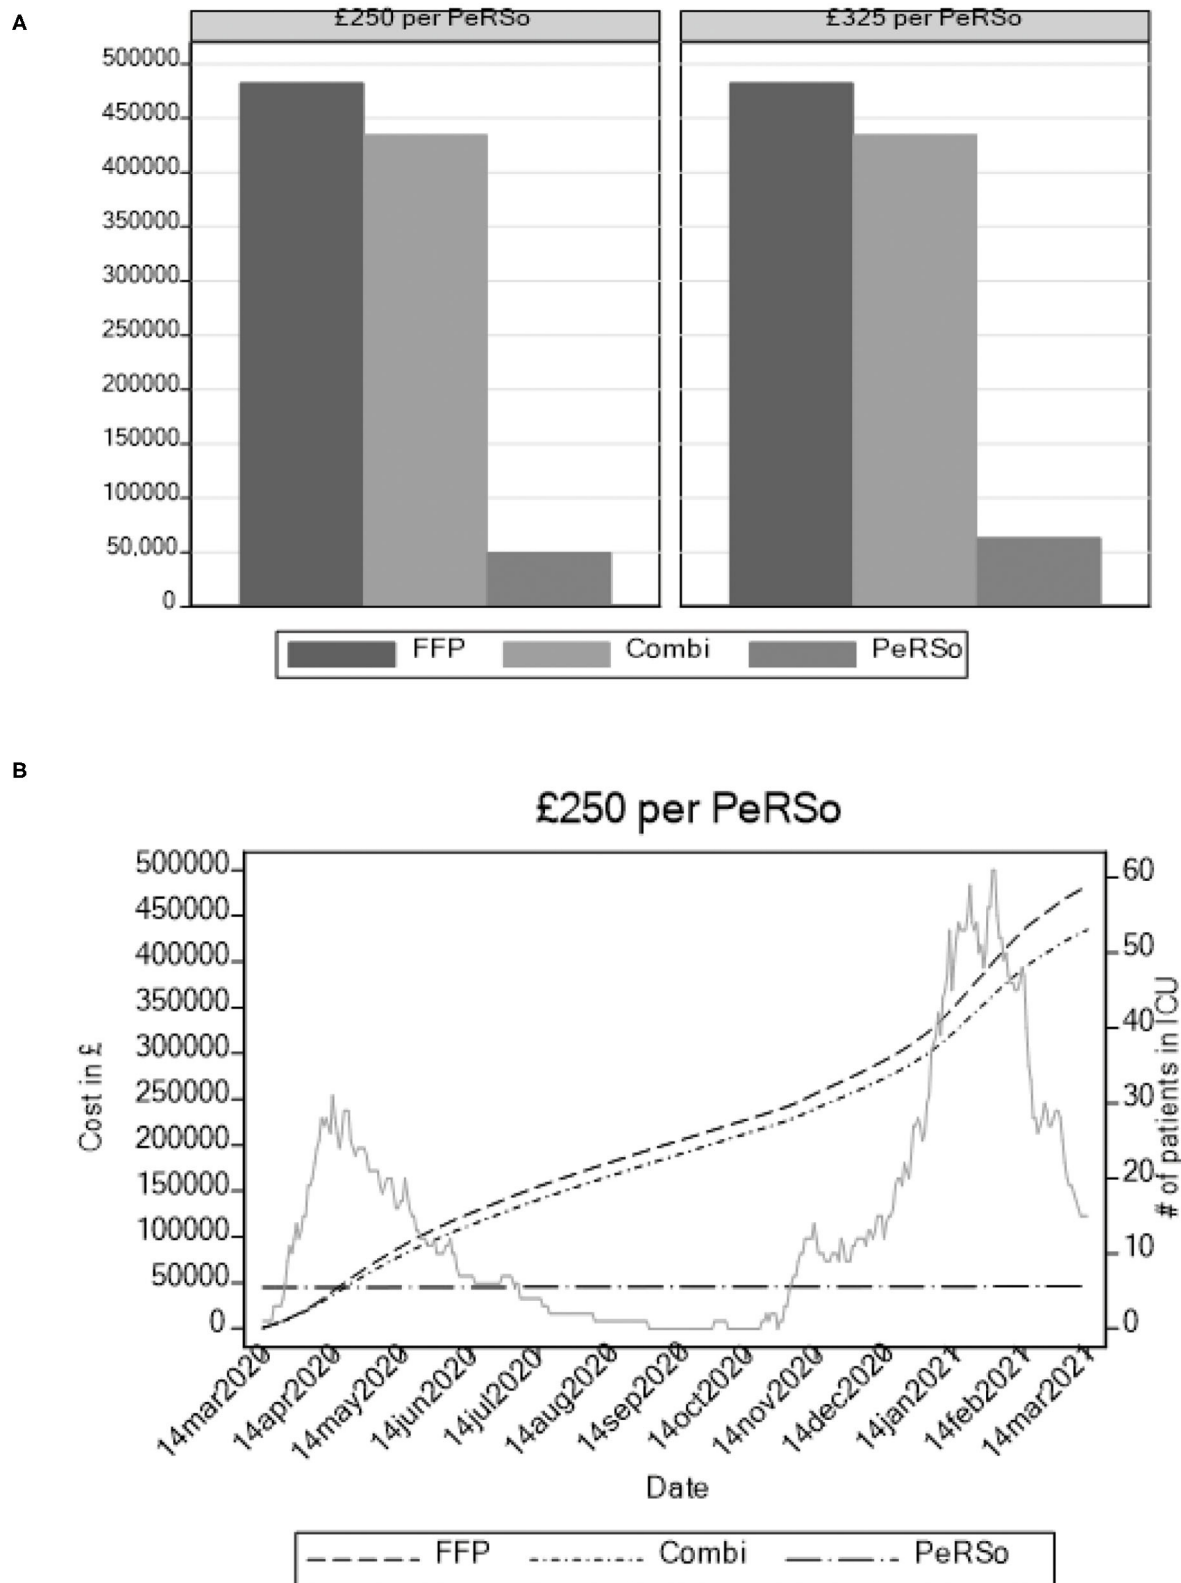 A
£250 per PeRSo £325 per PeRSo
500000
450000
400000
350000
300000
250000
200000
150000
100000
50,000
0
FFP Combi PeRSo
B
£250 per PeRSo
500000
450000
400000
350000
300000
250000
200000
150000
100000
50000
0
Cost in £
60
50
40
30
20
10
0
# of patients in ICU
14mar2020
14apr2020
14may2020
14jun2020
14jul2020
14aug2020
14sep2020
14oct2020
14nov2020
14dec2020
14jan2021
14feb2021
14mar2021
Date
FFP Combi PeRSo